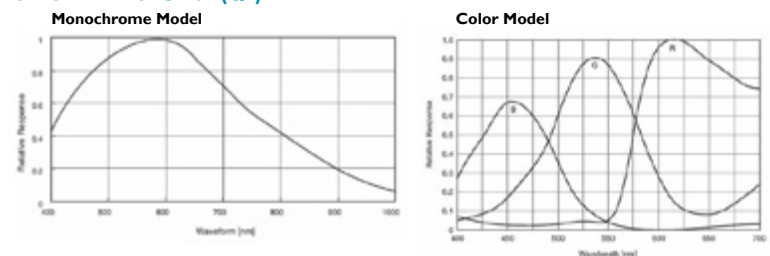 Monochrome Model
Color Model
Relative Response
1
0.8
0.6
0.4
0.2
0
400 500 600 700 800 900 1000
Waveform [nm]
Relative Response
1.0
0.9
0.8
0.7
0.6
0.5
0.4
0.3
0.2
0.1
0.0
B
G
R
400 450 500 550 600 650 700
Wavelength [nm]